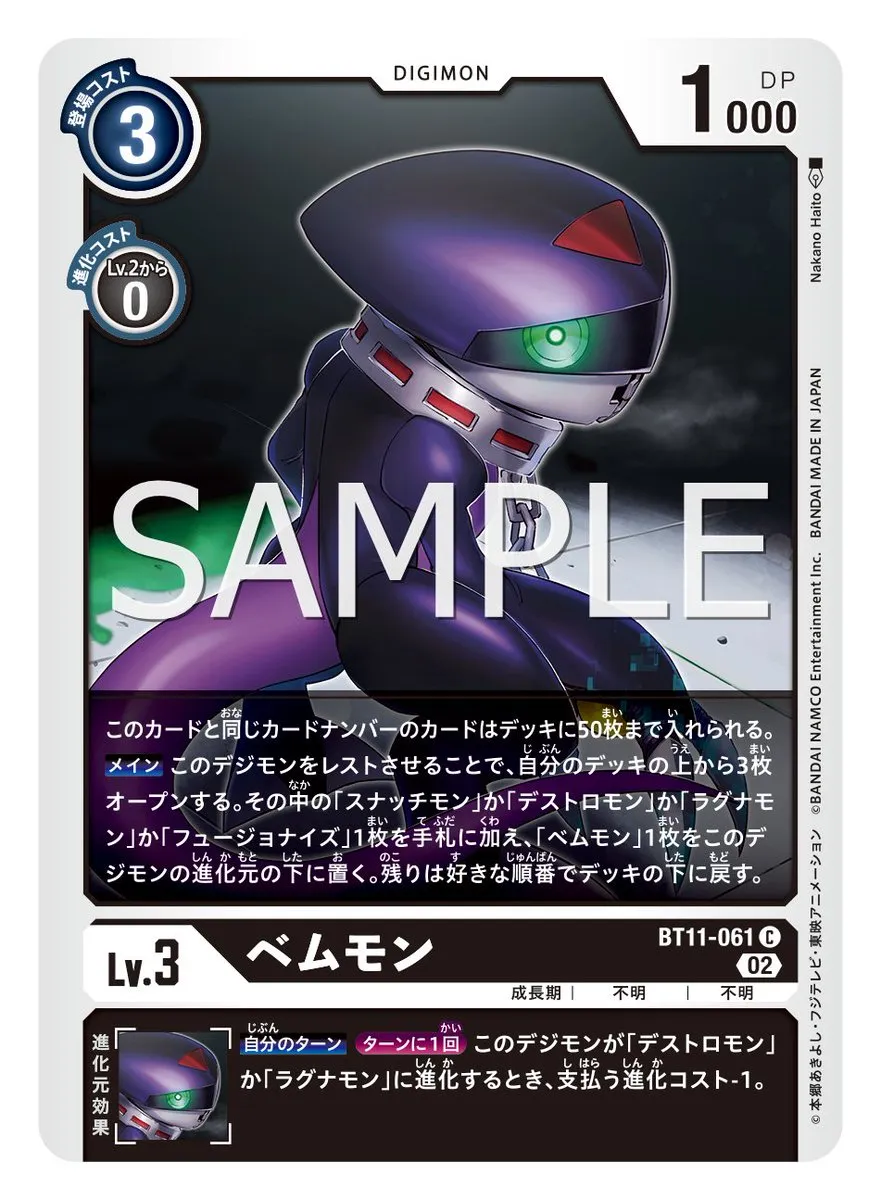 DIGIMON
登場コスト
3
1000
DP
進化コスト
Lv.2から
0
Nakano Haito
SAMPLE
このカードと同じカードナンバーのカードはデッキに50枚まで入れられる。
メイン このデジモンをレストさせることで、自分のデッキの上から3枚
オープンする。その中の「スナッチモン」か「デストロモン」か「ラグナモ
ン」か「フュージョナイズ」1枚を手札に加え、「ベムモン」1枚をこのデ
ジモンの進化元の下に置く。残りは好きな順番でデッキの下に戻す。
©本郷あきよし・フジテレビ・東映アニメーション ©BANDAI NAMCO Entertainment Inc. BANDAI MADE IN JAPAN
Lv.3
ベムモン
BT11-061 C
02
成長期 | 不明 | 不明
進化元効果
自分のターン ターンに1回 このデジモンが「デストロモン」
か「ラグナモン」に進化するとき、支払う進化コスト-1。